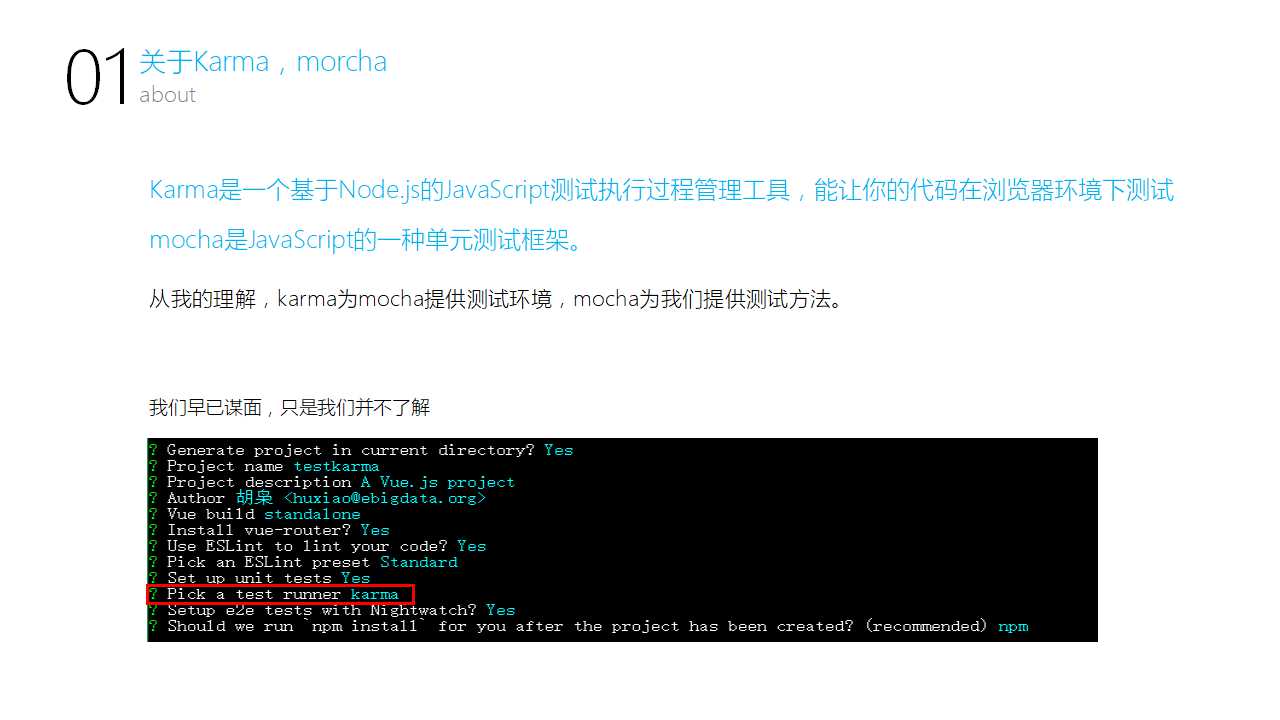 01
关于Karma，morcha
about
Karma是一个基于Node.js的JavaScript测试执行过程管理工具，能让你的代码在浏览器环境下测试
mocha是JavaScript的一种单元测试框架。
从我的理解，karma为mocha提供测试环境，mocha为我们提供测试方法。
我们早已谋面，只是我们并不了解
? Generate project in current directory? Yes
? Project name testkarma
? Project description A Vue.js project
? Author 胡枭 <huxiao@ebigdata.org>
? Vue build standalone
? Install vue-router? Yes
? Use ESLint to lint your code? Yes
? Pick an ESLint preset Standard
? Set up unit tests Yes
? Pick a test runner karma
? Setup e2e tests with Nightwatch? Yes
? Should we run `npm install` for you after the project has been created? (recommended) npm